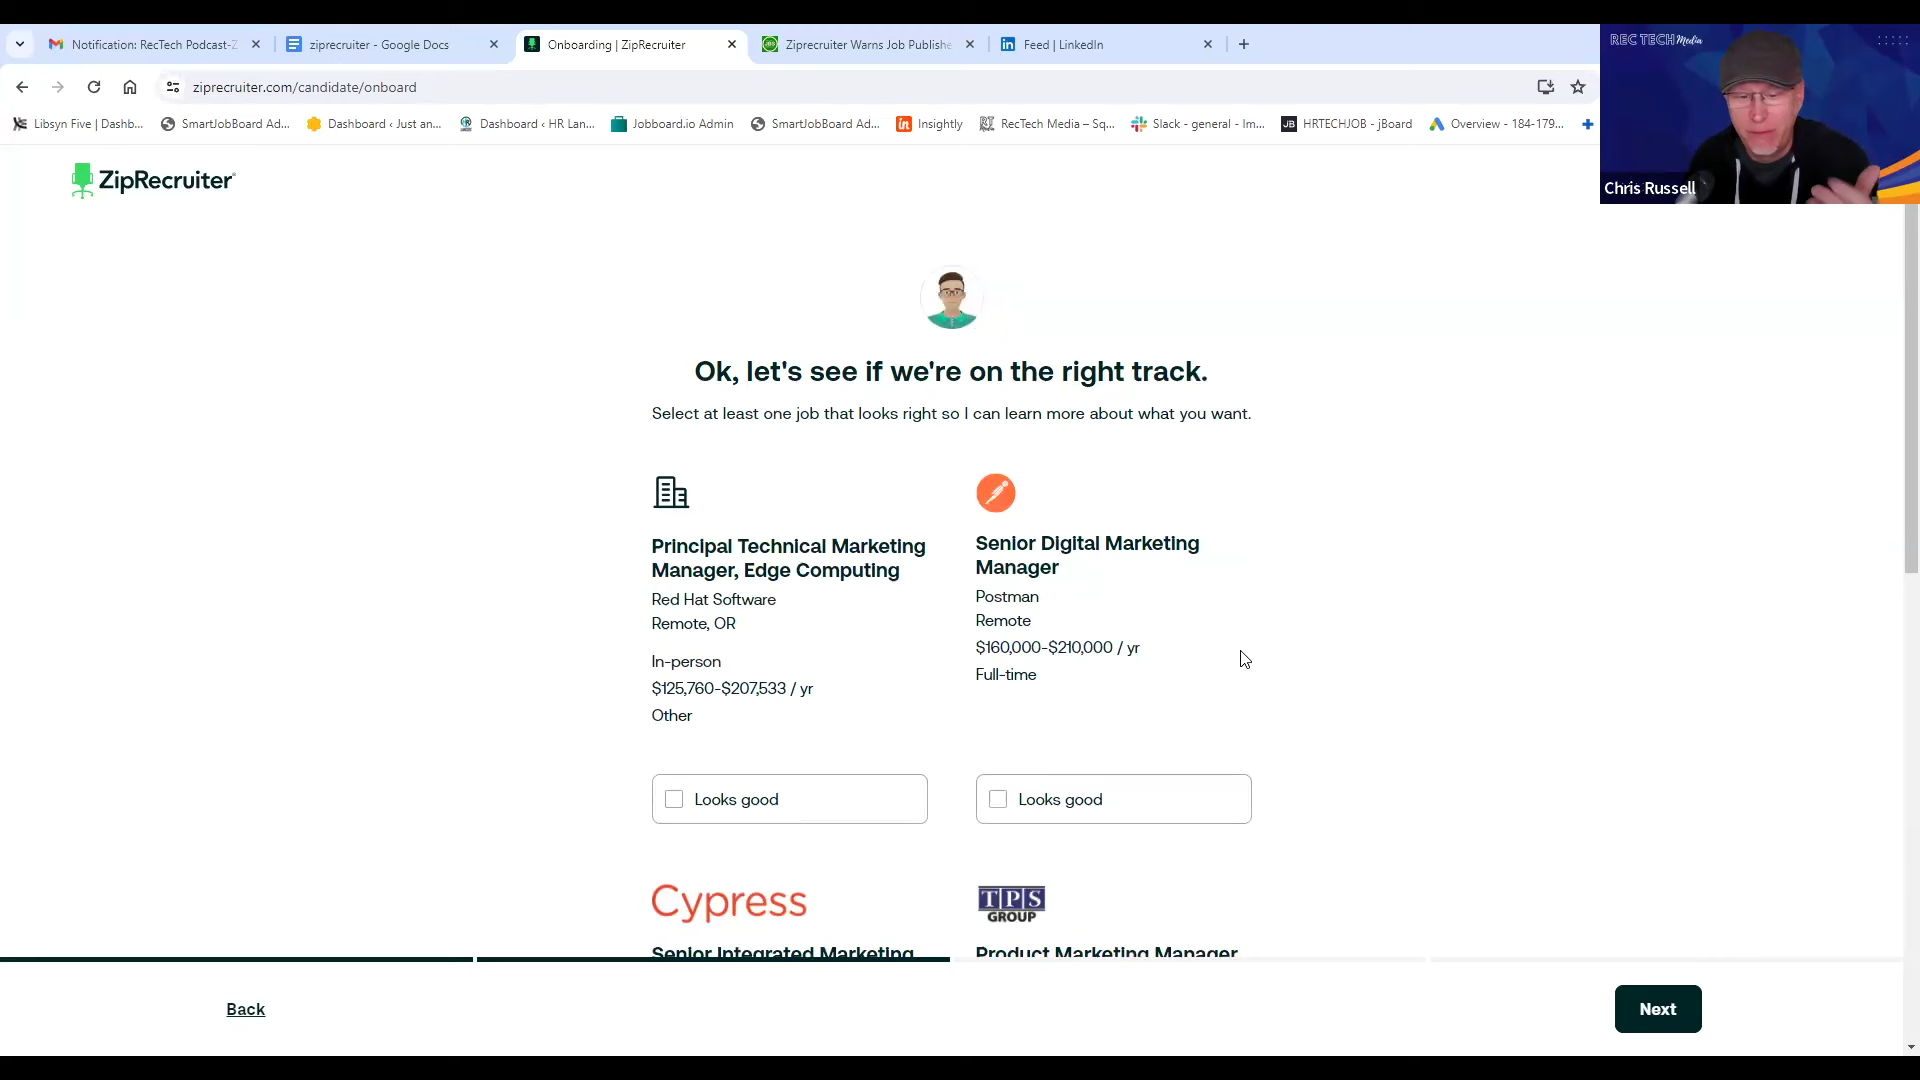 Notification: RecTech Podcast-Z
ziprecruiter - Google Docs
Onboarding | ZipRecruiter
Ziprecruiter Warns Job Publishe
Feed | LinkedIn
REC TECH Media
ziprecruiter.com/candidate/onboard
Libsyn Five | Dashb...
SmartJobBoard Ad...
Dashboard ‹ Just an...
Dashboard ‹ HR Lan...
Jobboard.io Admin
SmartJobBoard Ad...
Insightly
RecTech Media – Sq...
Slack - general - Im...
HRTECHJOB - jBoard
Overview - 184-179...
ZipRecruiter
Chris Russell
Ok, let's see if we're on the right track.
Select at least one job that looks right so I can learn more about what you want.
Principal Technical Marketing
Manager, Edge Computing
Red Hat Software
Remote, OR
In-person
$125,760-$207,533 / yr
Other
Looks good
Senior Digital Marketing
Manager
Postman
Remote
$160,000-$210,000 / yr
Full-time
Looks good
Cypress
Senior Integrated Marketing
TPS
GROUP
Product Marketing Manager
Back
Next